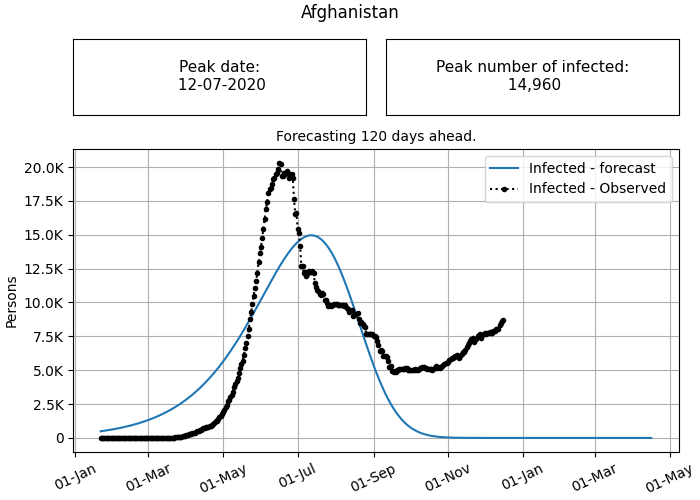 Afghanistan
Peak date:
12-07-2020
Peak number of infected:
14,960
Forecasting 120 days ahead.
Infected - forecast
Infected - Observed
Persons
20.0K
17.5K
15.0K
12.5K
10.0K
7.5K
5.0K
2.5K
0
01-Jan
01-Mar
01-May
01-Jul
01-Sep
01-Nov
01-Jan
01-Mar
01-May